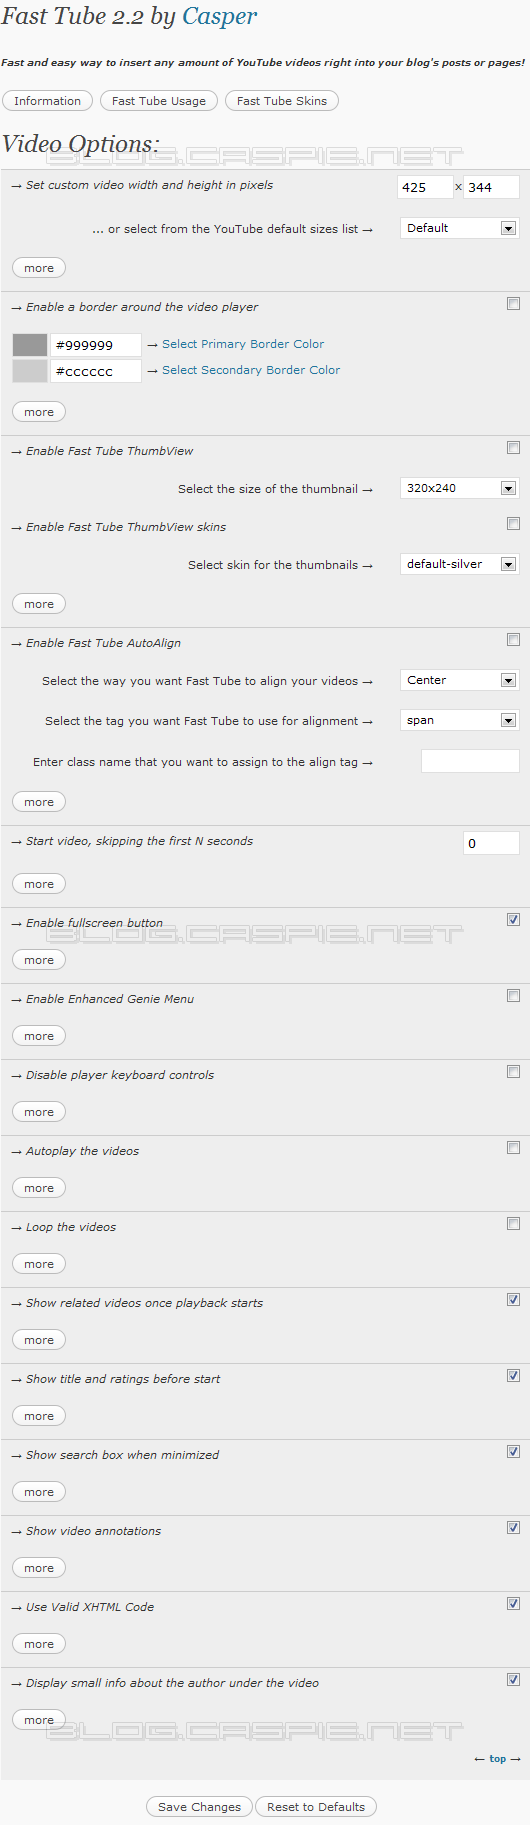 Fast Tube 2.2 by Casper
Fast and easy way to insert any amount of YouTube videos right into your blog's posts or pages!
Information Fast Tube Usage Fast Tube Skins
Video Options:
BLOG.CASPIE.NET
→ Set custom video width and height in pixels 425 x 344
... or select from the YouTube default sizes list → Default
more
→ Enable a border around the video player
#999999 → Select Primary Border Color
#cccccc → Select Secondary Border Color
more
→ Enable Fast Tube ThumbView
Select the size of the thumbnail → 320x240
→ Enable Fast Tube ThumbView skins
Select skin for the thumbnails → default-silver
more
→ Enable Fast Tube AutoAlign
Select the way you want Fast Tube to align your videos → Center
Select the tag you want Fast Tube to use for alignment → span
Enter class name that you want to assign to the align tag →
more
→ Start video, skipping the first N seconds 0
more
→ Enable fullscreen button
BLOG.CASPIE.NET
more
→ Enable Enhanced Genie Menu
more
→ Disable player keyboard controls
more
→ Autoplay the videos
more
→ Loop the videos
more
→ Show related videos once playback starts
more
→ Show title and ratings before start
more
→ Show search box when minimized
more
→ Show video annotations
more
→ Use Valid XHTML Code
more
→ Display small info about the author under the video
more
BLOG.CASPIE.NET
← top →
Save Changes Reset to Defaults